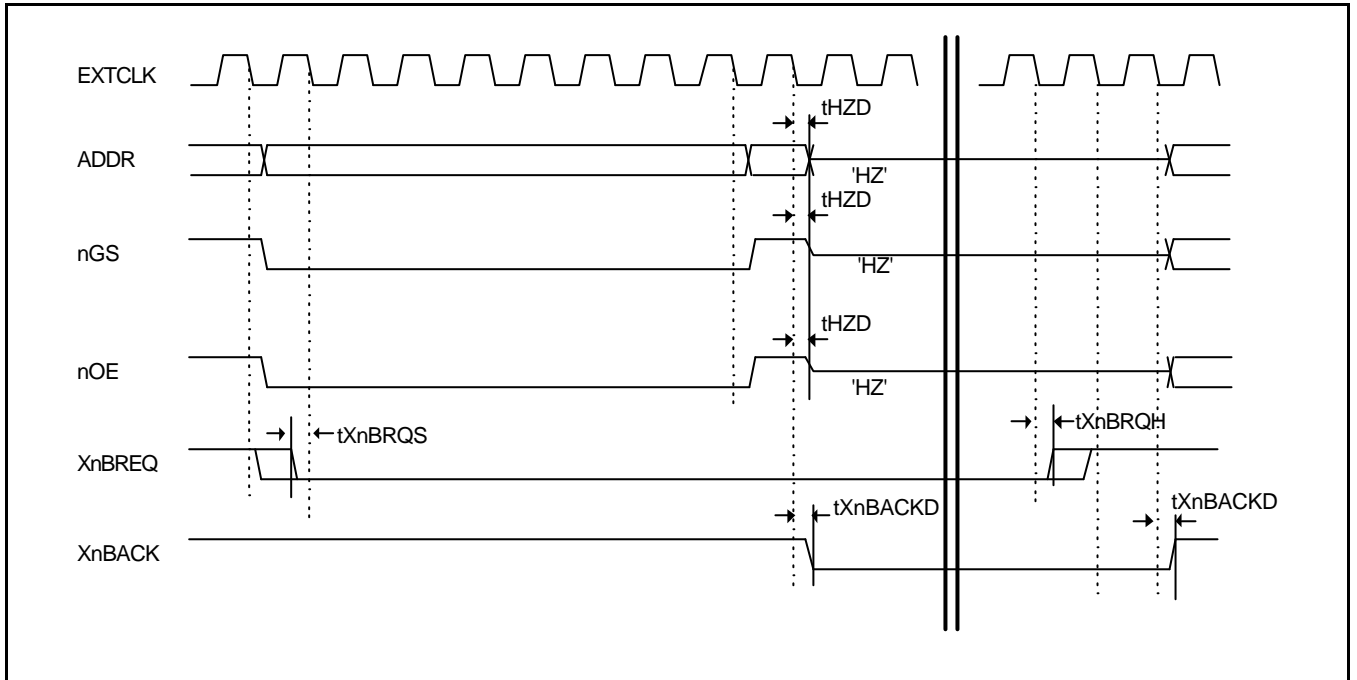 EXTCLK
tHZD
ADDR
'HZ'
tHZD
nGS
'HZ'
tHZD
nOE
'HZ'
tXnBRQS
tXnBRQH
XnBREQ
tXnBACKD
tXnBACKD
XnBACK